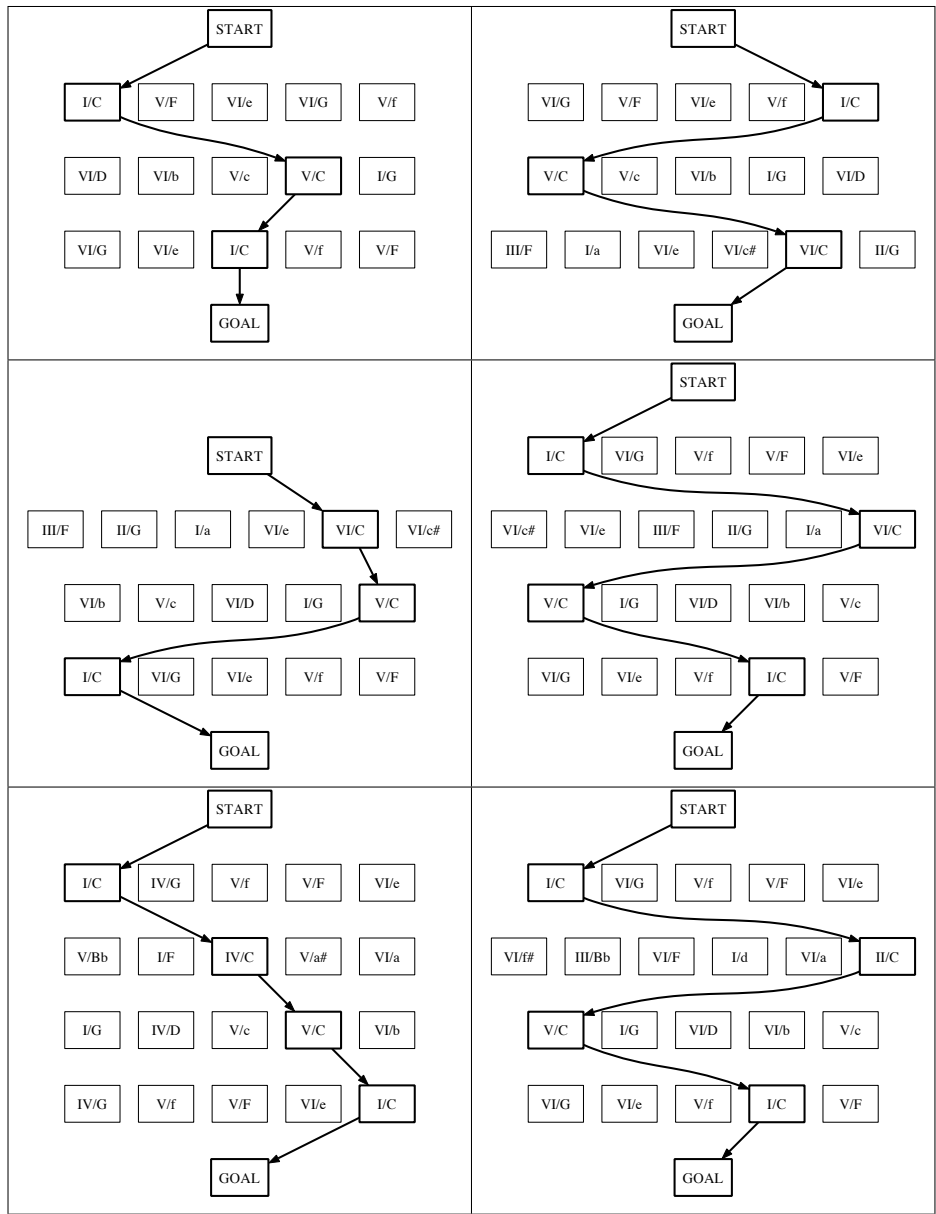 START
I/C V/F VI/e VI/G V/f
VI/D VI/b V/c V/C I/G
VI/G VI/e I/C V/f V/F
GOAL
START
VI/G V/F VI/e V/f I/C
V/C V/c VI/b I/G VI/D
III/F I/a VI/e VI/c# VI/C II/G
GOAL
START
III/F II/G I/a VI/e VI/C VI/c#
VI/b V/c VI/D I/G V/C
I/C VI/G VI/e V/f V/F
GOAL
START
I/C VI/G V/f V/F VI/e
VI/c# VI/e III/F II/G I/a VI/C
V/C I/G VI/D VI/b V/c
VI/G VI/e V/f I/C V/F
GOAL
START
I/C IV/G V/f V/F VI/e
V/Bb I/F IV/C V/a# VI/a
I/G IV/D V/c V/C VI/b
IV/G V/f V/F VI/e I/C
GOAL
START
I/C VI/G V/f V/F VI/e
VI/f# III/Bb VI/F I/d VI/a II/C
V/C I/G VI/D VI/b V/c
VI/G VI/e V/f I/C V/F
GOAL